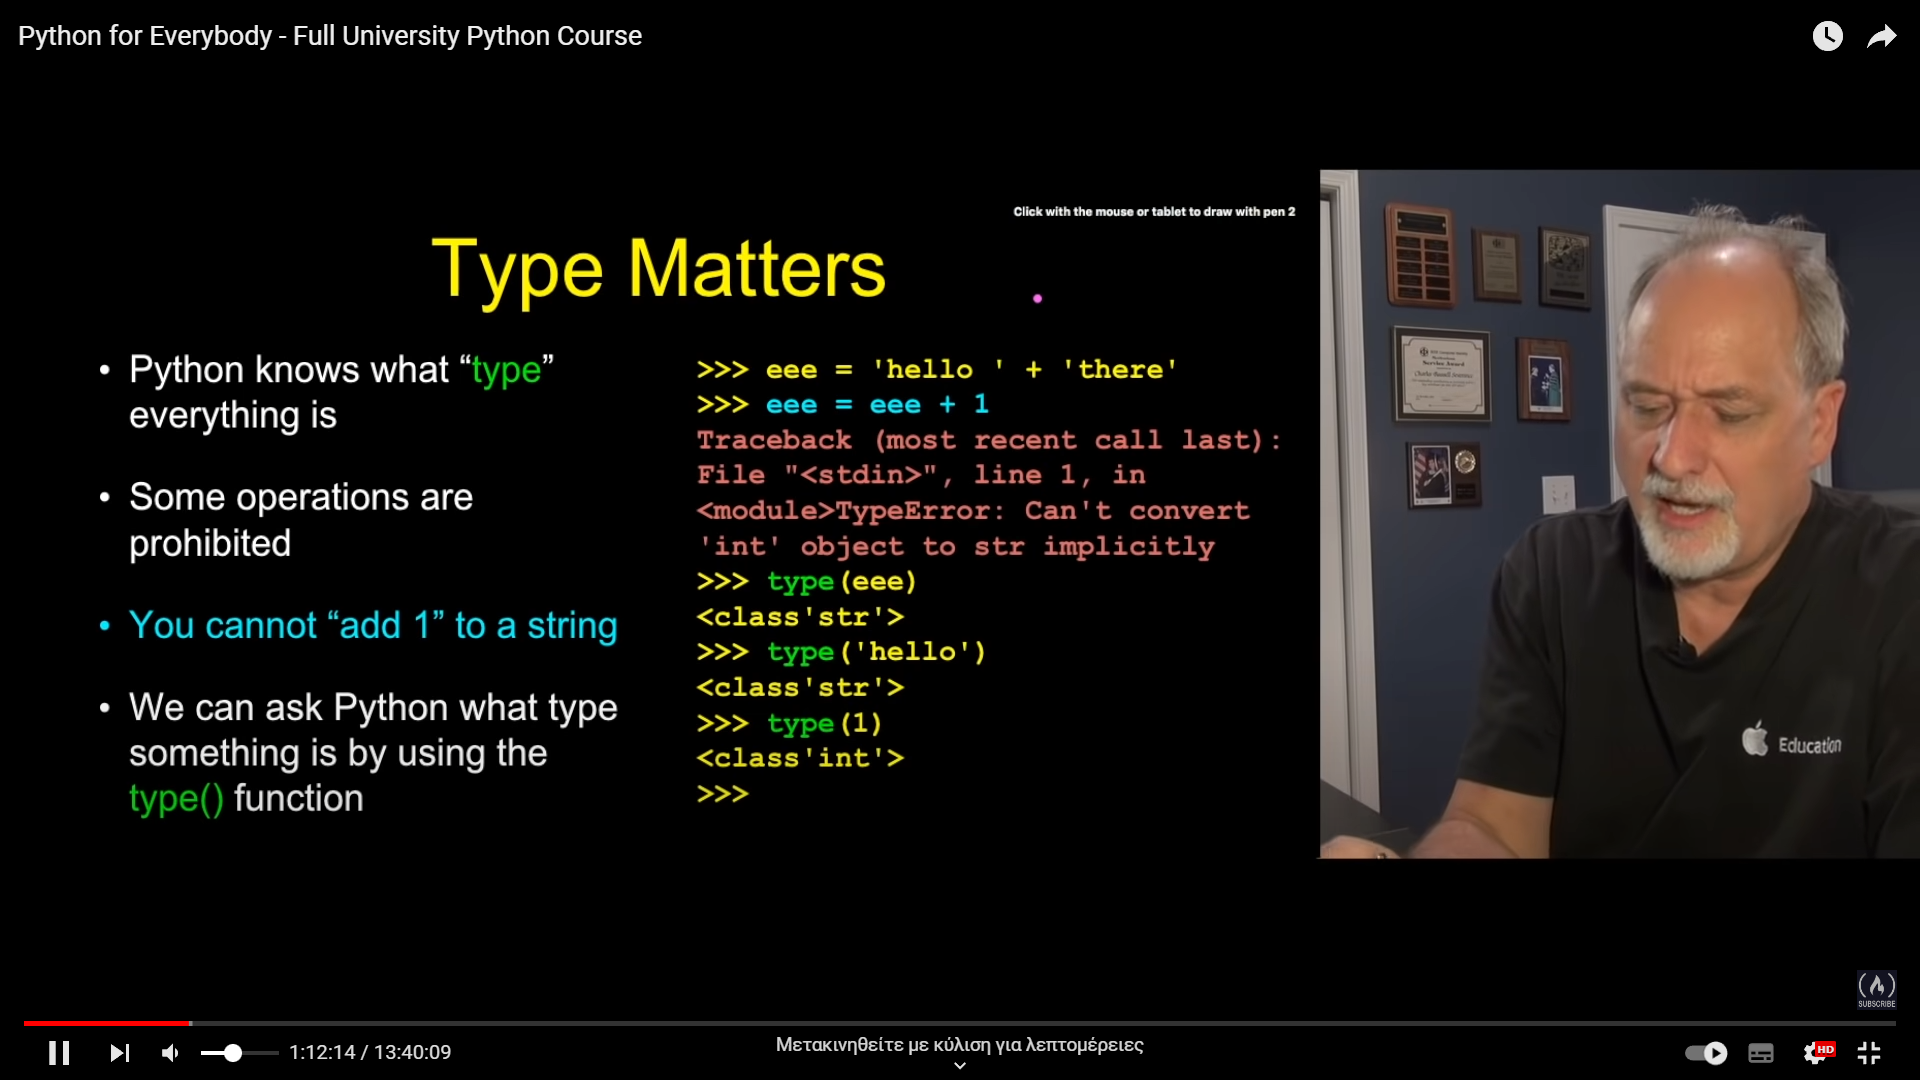 Python for Everybody - Full University Python Course
Click with the mouse or tablet to draw with pen 2
Type Matters
• Python knows what “type”
everything is
• Some operations are
prohibited
• You cannot “add 1” to a string
• We can ask Python what type
something is by using the
type() function
>>> eee = 'hello ' + 'there'
>>> eee = eee + 1
Traceback (most recent call last):
File "<stdin>", line 1, in
<module>TypeError: Can't convert
'int' object to str implicitly
>>> type(eee)
<class'str'>
>>> type('hello')
<class'str'>
>>> type(1)
<class'int'>
>>>
Service Award
Education
SUBSCRIBE
1:12:14 / 13:40:09
Μετακινηθείτε με κύλιση για λεπτομέρειες
HD